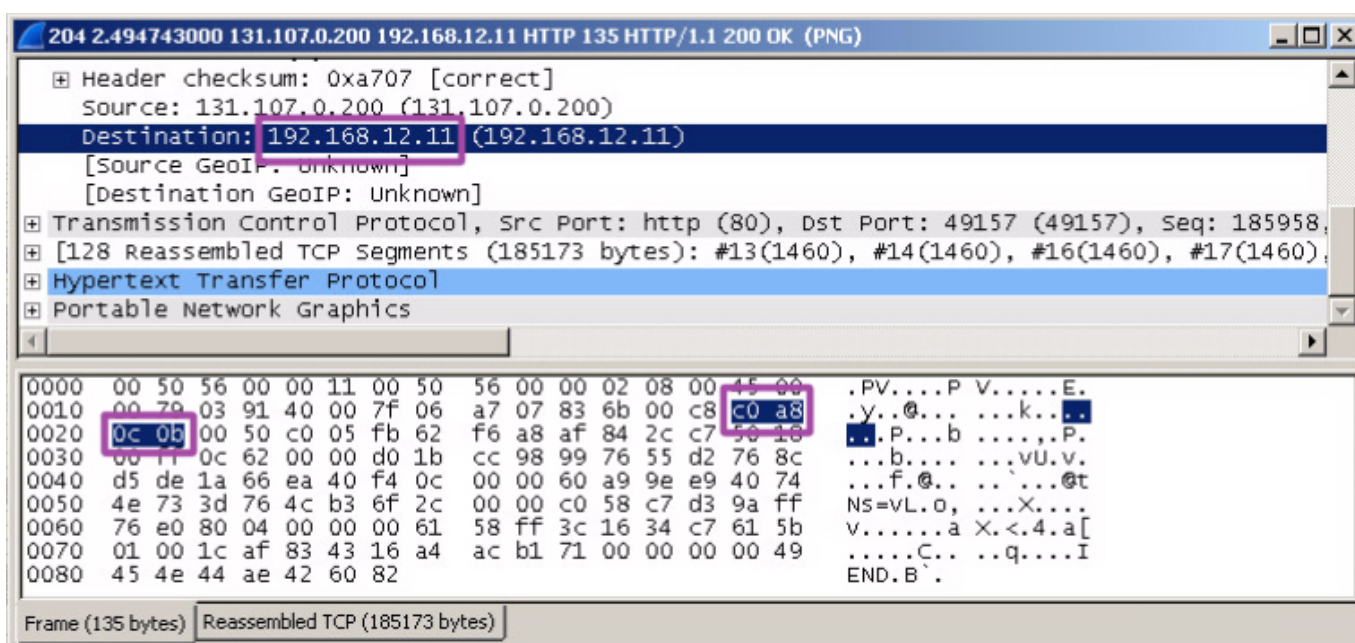 204 2.494743000 131.107.0.200 192.168.12.11 HTTP 135 HTTP/1.1 200 OK (PNG)
Header checksum: 0xa707 [correct]
Source: 131.107.0.200 (131.107.0.200)
Destination: 192.168.12.11 (192.168.12.11)
[Source GeoIP: Unknown]
[Destination GeoIP: Unknown]
Transmission Control Protocol, Src Port: http (80), Dst Port: 49157 (49157), Seq: 185958,
[128 Reassembled TCP Segments (185173 bytes): #13(1460), #14(1460), #16(1460), #17(1460),
Hypertext Transfer Protocol
Portable Network Graphics
0000 00 50 56 00 00 11 00 50 56 00 00 02 08 00 45 00 .PV....P V.....E.
0010 00 79 03 91 40 00 7f 06 a7 07 83 6b 00 c8 c0 a8 .y..@... ...k....
0020 0c 0b 00 50 c0 05 fb 62 f6 a8 af 84 2c c7 50 18 ...P...b ....,.P.
0030 00 ff 0c 62 00 00 d0 1b cc 98 99 76 55 d2 76 8c ...b.... ...vU.v.
0040 d5 de 1a 66 ea 40 f4 0c 00 00 60 a9 9e e9 40 74 ...f.@.. ..`...@t
0050 4e 73 3d 76 4c b3 6f 2c 00 00 c0 58 c7 d3 9a ff Ns=vL.o, ...X....
0060 76 e0 80 04 00 00 00 61 58 ff 3c 16 34 c7 61 5b v......a X.<.4.a[
0070 01 00 1c af 83 43 16 a4 ac b1 71 00 00 00 00 49 .....C.. ..q....I
0080 45 4e 44 ae 42 60 82 END.B`.
Frame (135 bytes) Reassembled TCP (185173 bytes)